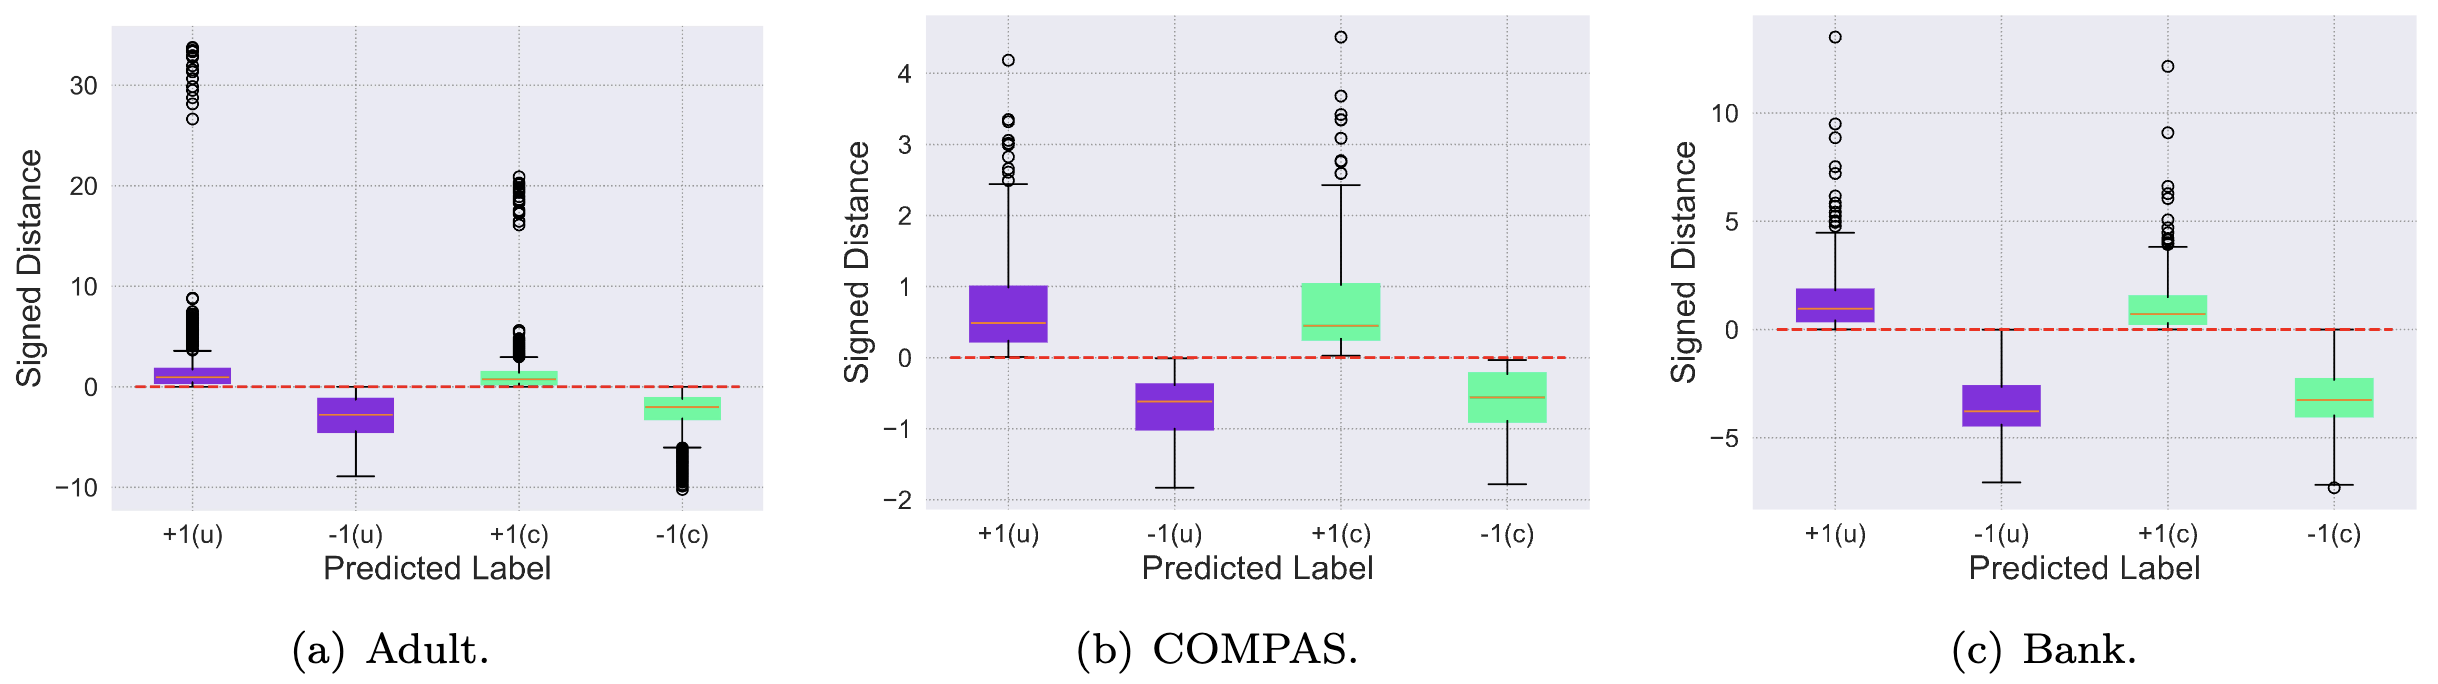 Signed Distance
30
20
10
0
−10
+1(u) -1(u) +1(c) -1(c)
Predicted Label
(a) Adult.
Signed Distance
4
3
2
1
0
−1
−2
+1(u) -1(u) +1(c) -1(c)
Predicted Label
(b) COMPAS.
Signed Distance
10
5
0
−5
+1(u) -1(u) +1(c) -1(c)
Predicted Label
(c) Bank.